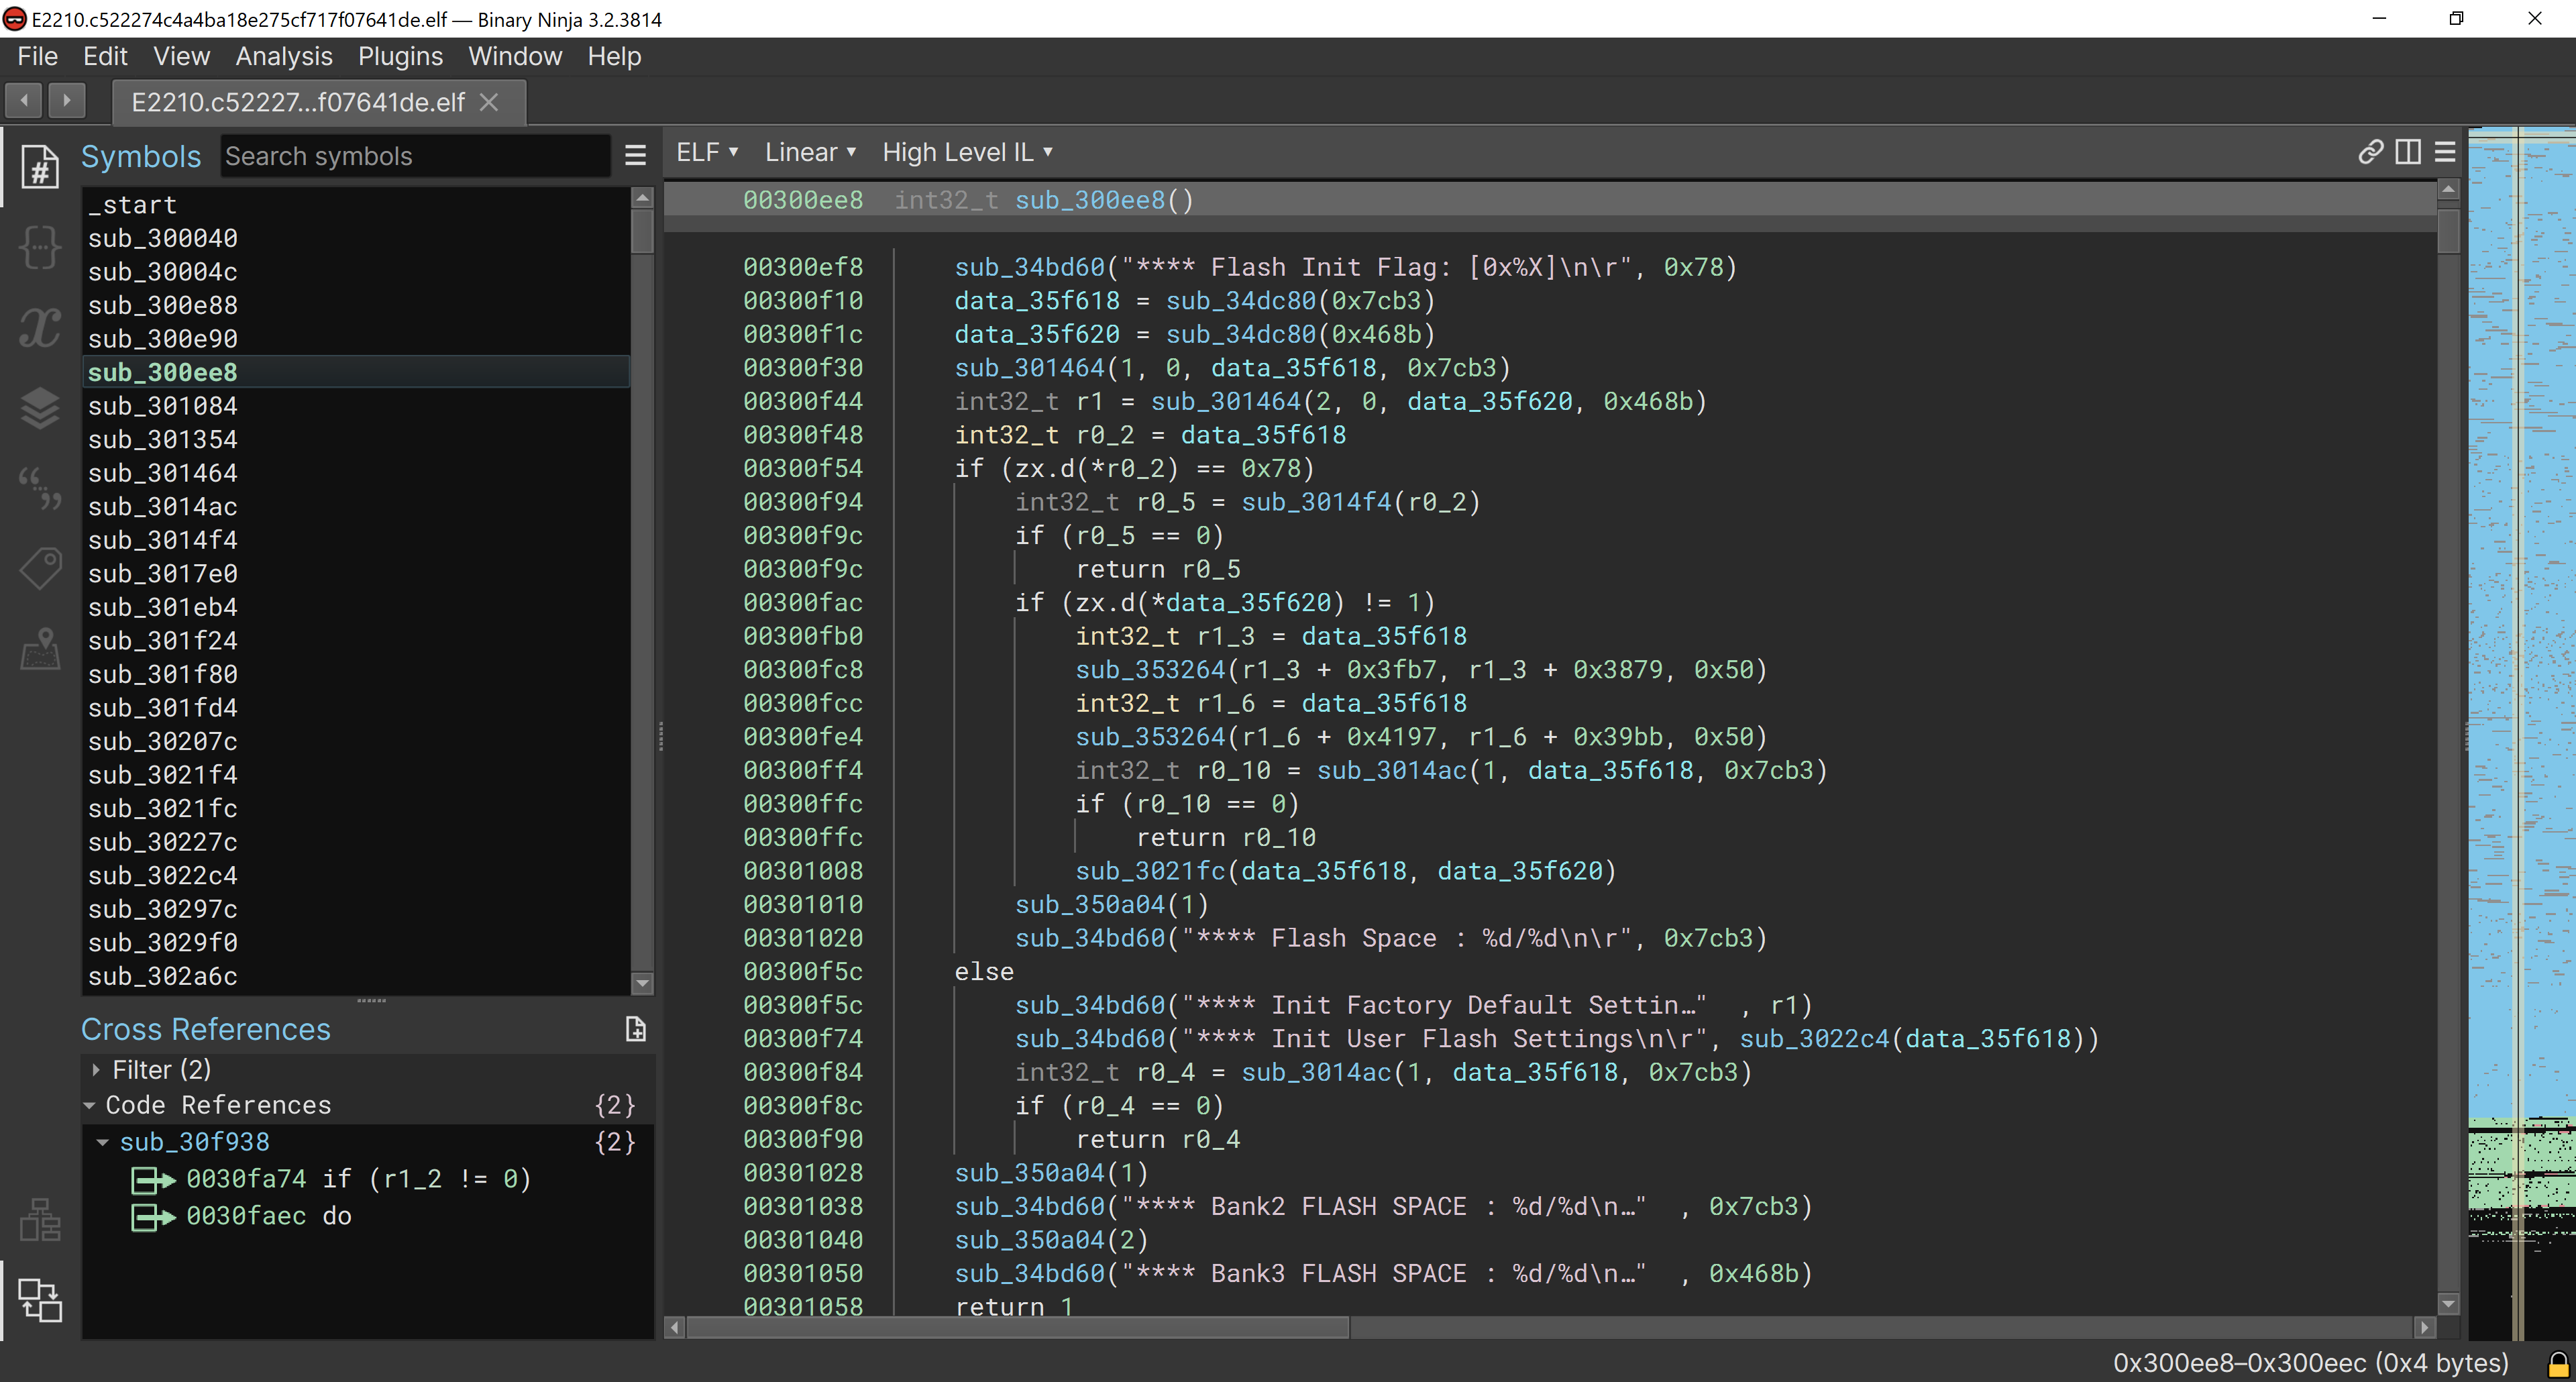 E2210.c522274c4a4ba18e275cf717f07641de.elf — Binary Ninja 3.2.3814
File Edit View Analysis Plugins Window Help
E2210.c52227...f07641de.elf
Symbols
Search symbols
_start
sub_300040
sub_30004c
sub_300e88
sub_300e90
sub_300ee8
sub_301084
sub_301354
sub_301464
sub_3014ac
sub_3014f4
sub_3017e0
sub_301eb4
sub_301f24
sub_301f80
sub_301fd4
sub_30207c
sub_3021f4
sub_3021fc
sub_30227c
sub_3022c4
sub_30297c
sub_3029f0
sub_302a6c
Cross References
Filter (2)
Code References {2}
sub_30f938 {2}
0030fa74 if (r1_2 != 0)
0030faec do
ELF Linear High Level IL
00300ee8 int32_t sub_300ee8()
00300ef8 sub_34bd60("**** Flash Init Flag: [0x%X]\n\r", 0x78)
00300f10 data_35f618 = sub_34dc80(0x7cb3)
00300f1c data_35f620 = sub_34dc80(0x468b)
00300f30 sub_301464(1, 0, data_35f618, 0x7cb3)
00300f44 int32_t r1 = sub_301464(2, 0, data_35f620, 0x468b)
00300f48 int32_t r0_2 = data_35f618
00300f54 if (zx.d(*r0_2) == 0x78)
00300f94 int32_t r0_5 = sub_3014f4(r0_2)
00300f9c if (r0_5 == 0)
00300f9c return r0_5
00300fac if (zx.d(*data_35f620) != 1)
00300fb0 int32_t r1_3 = data_35f618
00300fc8 sub_353264(r1_3 + 0x3fb7, r1_3 + 0x3879, 0x50)
00300fcc int32_t r1_6 = data_35f618
00300fe4 sub_353264(r1_6 + 0x4197, r1_6 + 0x39bb, 0x50)
00300ff4 int32_t r0_10 = sub_3014ac(1, data_35f618, 0x7cb3)
00300ffc if (r0_10 == 0)
00300ffc return r0_10
00301008 sub_3021fc(data_35f618, data_35f620)
00301010 sub_350a04(1)
00301020 sub_34bd60("**** Flash Space : %d/%d\n\r", 0x7cb3)
00300f5c else
00300f5c sub_34bd60("**** Init Factory Default Settin…" , r1)
00300f74 sub_34bd60("**** Init User Flash Settings\n\r", sub_3022c4(data_35f618))
00300f84 int32_t r0_4 = sub_3014ac(1, data_35f618, 0x7cb3)
00300f8c if (r0_4 == 0)
00300f90 return r0_4
00301028 sub_350a04(1)
00301038 sub_34bd60("**** Bank2 FLASH SPACE : %d/%d\n…" , 0x7cb3)
00301040 sub_350a04(2)
00301050 sub_34bd60("**** Bank3 FLASH SPACE : %d/%d\n…" , 0x468b)
00301058 return 1
0x300ee8–0x300eec (0x4 bytes)